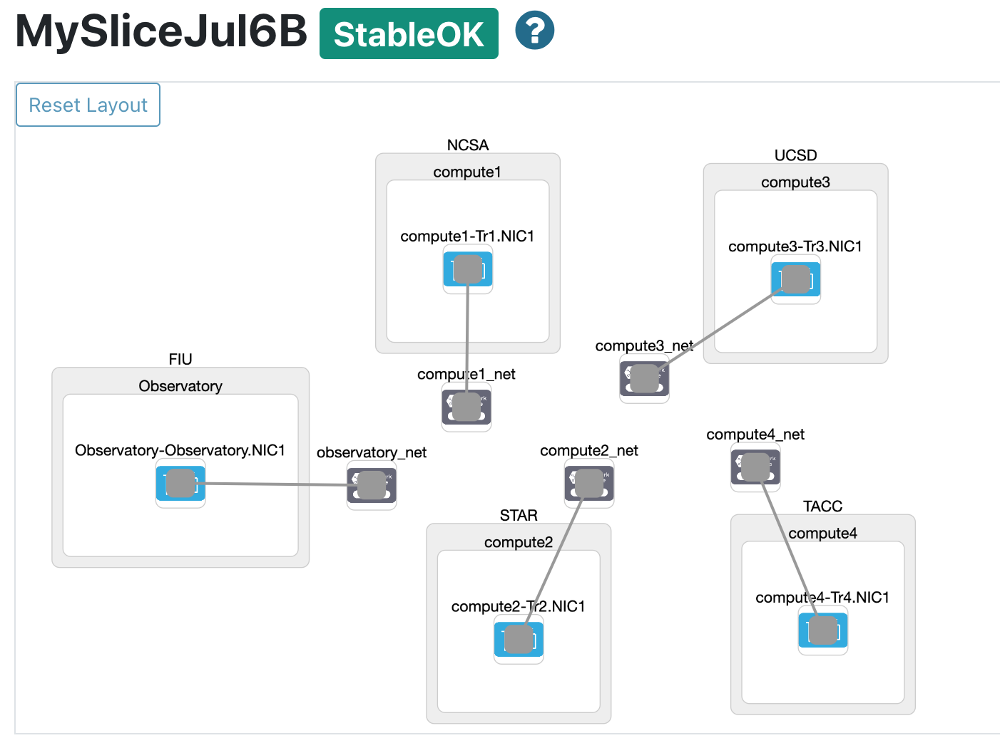 MySliceJul6B StableOK ?
Reset Layout
NCSA
compute1
compute1-Tr1.NIC1
UCSD
compute3
compute3-Tr3.NIC1
compute3_net
compute1_net
FIU
Observatory
Observatory-Observatory.NIC1
observatory_net
compute2_net
compute4_net
STAR
compute2
compute2-Tr2.NIC1
TACC
compute4
compute4-Tr4.NIC1